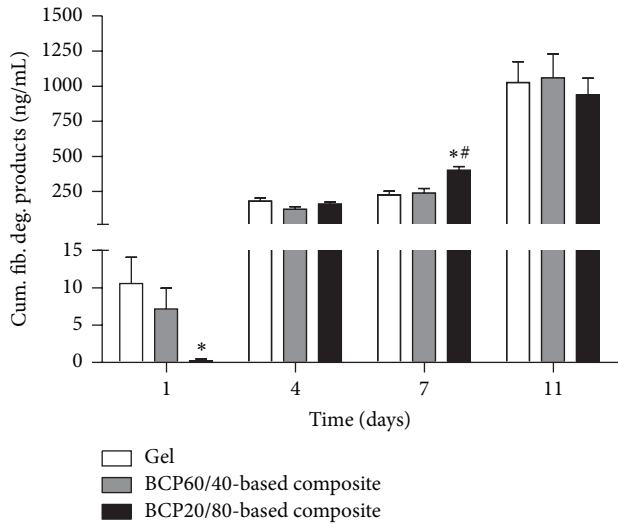 Cum. fib. deg. products (ng/mL)
1500
1250
1000
750
500
250
15
10
5
0
*
*#
1 4 7 11
Time (days)
Gel
BCP60/40-based composite
BCP20/80-based composite